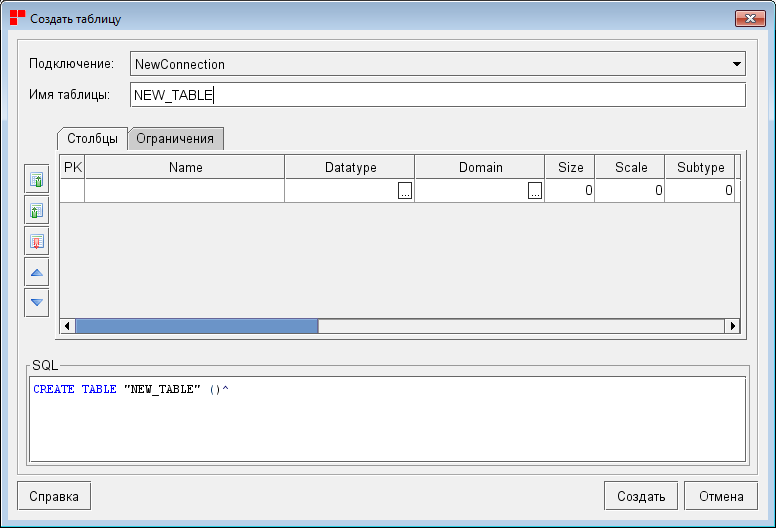 Создать таблицу
Подключение: NewConnection
Имя таблицы: NEW_TABLE
Столбцы Ограничения
PK Name Datatype Domain Size Scale Subtype
... ... 0 0 0
SQL
CREATE TABLE "NEW_TABLE" ()^
Справка Создать Отмена